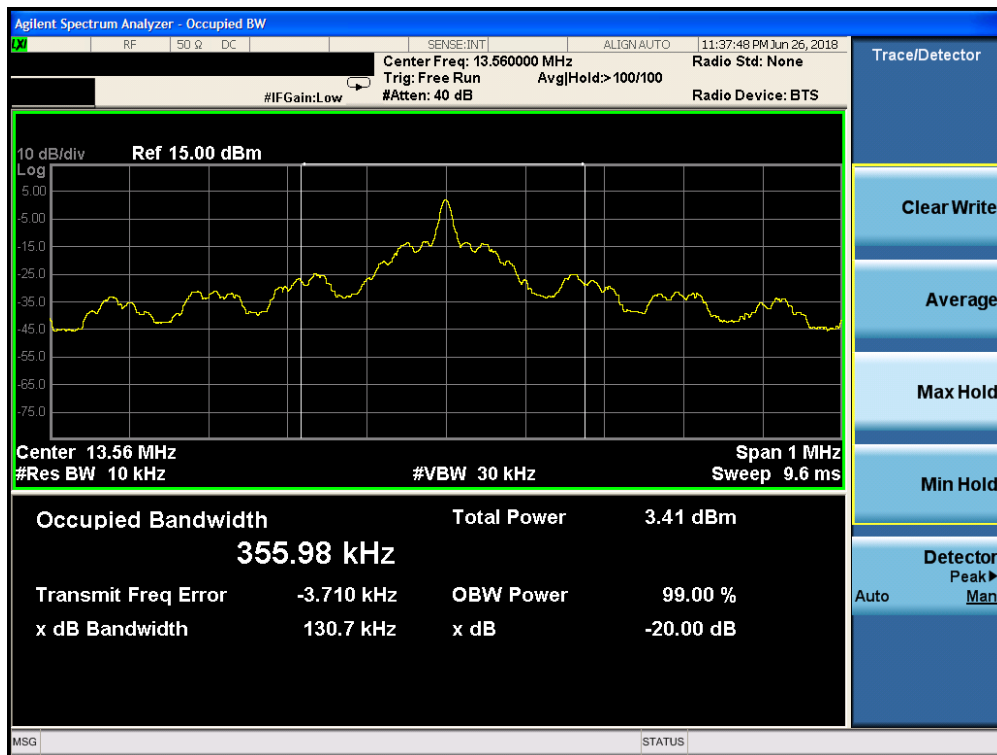 Agilent Spectrum Analyzer - Occupied BW
LXI RF 50 Ω DC SENSE:INT ALIGN AUTO 11:37:48 PM Jun 26, 2018
Center Freq: 13.560000 MHz Radio Std: None
Trig: Free Run Avg|Hold:>100/100
#IFGain:Low #Atten: 40 dB Radio Device: BTS
10 dB/div Ref 15.00 dBm
Log
5.00
-5.00
-15.0
-25.0
-35.0
-45.0
-55.0
-65.0
-75.0
Center 13.56 MHz Span 1 MHz
#Res BW 10 kHz #VBW 30 kHz Sweep 9.6 ms
Occupied Bandwidth Total Power 3.41 dBm
355.98 kHz
Transmit Freq Error -3.710 kHz OBW Power 99.00 %
x dB Bandwidth 130.7 kHz x dB -20.00 dB
MSG STATUS
Trace/Detector
Clear Write
Average
Max Hold
Min Hold
Detector
Peak▶
Auto Man